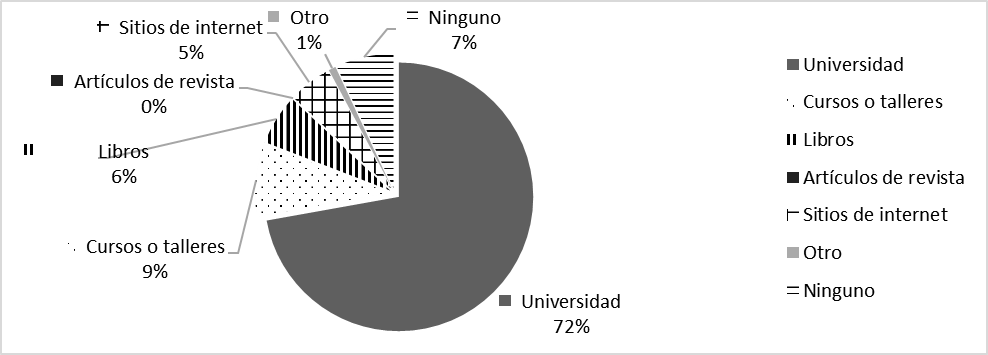 Otro
1%
Ninguno
7%
Sitios de internet
5%
Artículos de revista
0%
Libros
6%
Cursos o talleres
9%
Universidad
72%
Universidad
Cursos o talleres
Libros
Artículos de revista
Sitios de internet
Otro
Ninguno